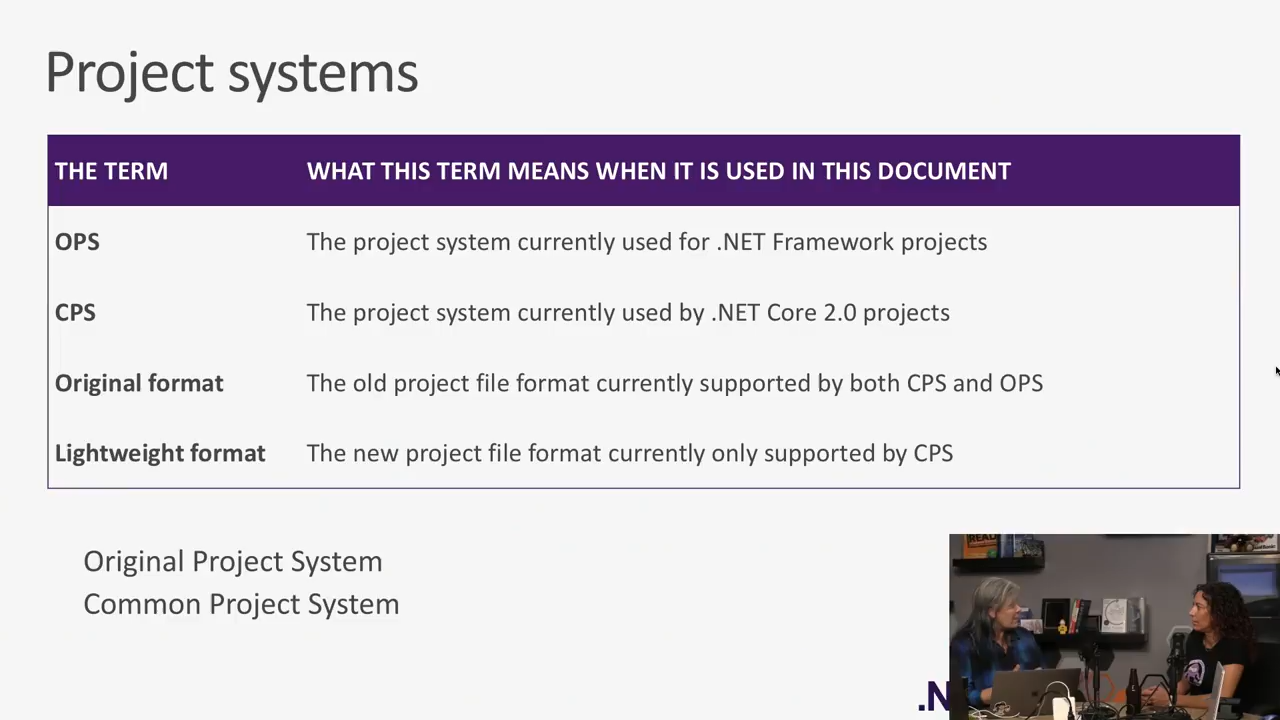 Project systems
THE TERM WHAT THIS TERM MEANS WHEN IT IS USED IN THIS DOCUMENT
OPS The project system currently used for .NET Framework projects
CPS The project system currently used by .NET Core 2.0 projects
Original format The old project file format currently supported by both CPS and OPS
Lightweight format The new project file format currently only supported by CPS
Original Project System
Common Project System
.N
READ